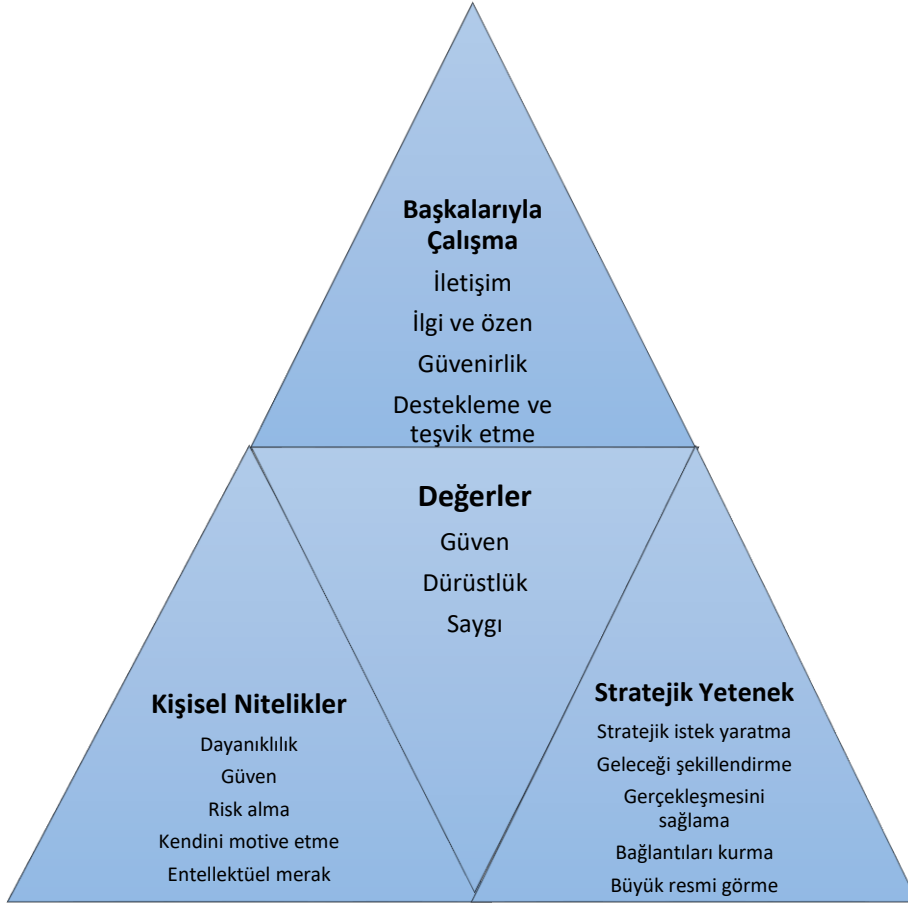 Başkalarıyla
Çalışma
İletişim
İlgi ve özen
Güvenirlik
Destekleme ve
teşvik etme
Değerler
Güven
Dürüstlük
Saygı
Kişisel Nitelikler
Dayanıklılık
Güven
Risk alma
Kendini motive etme
Entellektüel merak
Stratejik Yetenek
Stratejik istek yaratma
Geleceği şekillendirme
Gerçekleşmesini
sağlama
Bağlantıları kurma
Büyük resmi görme